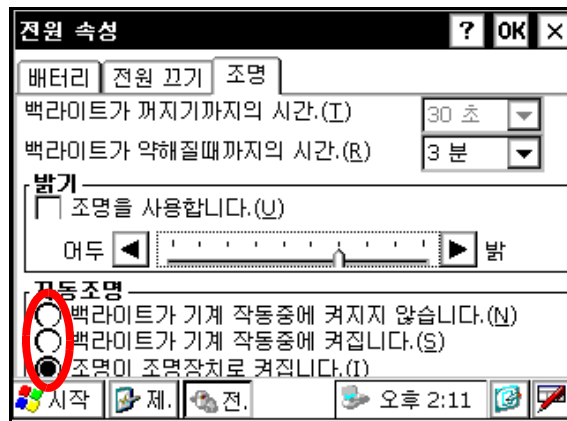 전원 속성 ? OK ×
배터리 전원 끄기 조명
백라이트가 꺼지기까지의 시간.(T) 30 초
백라이트가 약해질때까지의 시간.(R) 3 분
밝기
조명을 사용합니다.(U)
어두 밝
자동조명
백라이트가 기계 작동중에 켜지지 않습니다.(N)
백라이트가 기계 작동중에 켜집니다.(S)
조명이 조명장치로 켜집니다.(I)
시작 제. 전. 오후 2:11